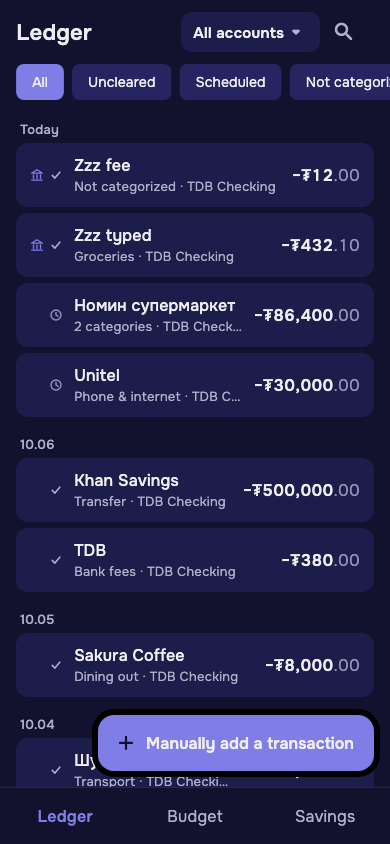 Ledger
All accounts
All
Uncleared
Scheduled
Not categori
Today
Zzz fee
Not categorized · TDB Checking
−₮12.00
Zzz typed
Groceries · TDB Checking
−₮432.10
Номин супермаркет
2 categories · TDB Check...
−₮86,400.00
Unitel
Phone & internet · TDB C...
−₮30,000.00
10.06
Khan Savings
Transfer · TDB Checking
−₮500,000.00
TDB
Bank fees · TDB Checking
−₮380.00
10.05
Sakura Coffee
Dining out · TDB Checking
−₮8,000.00
10.04
Transport · TDB Checki...
+ Manually add a transaction
Ledger
Budget
Savings